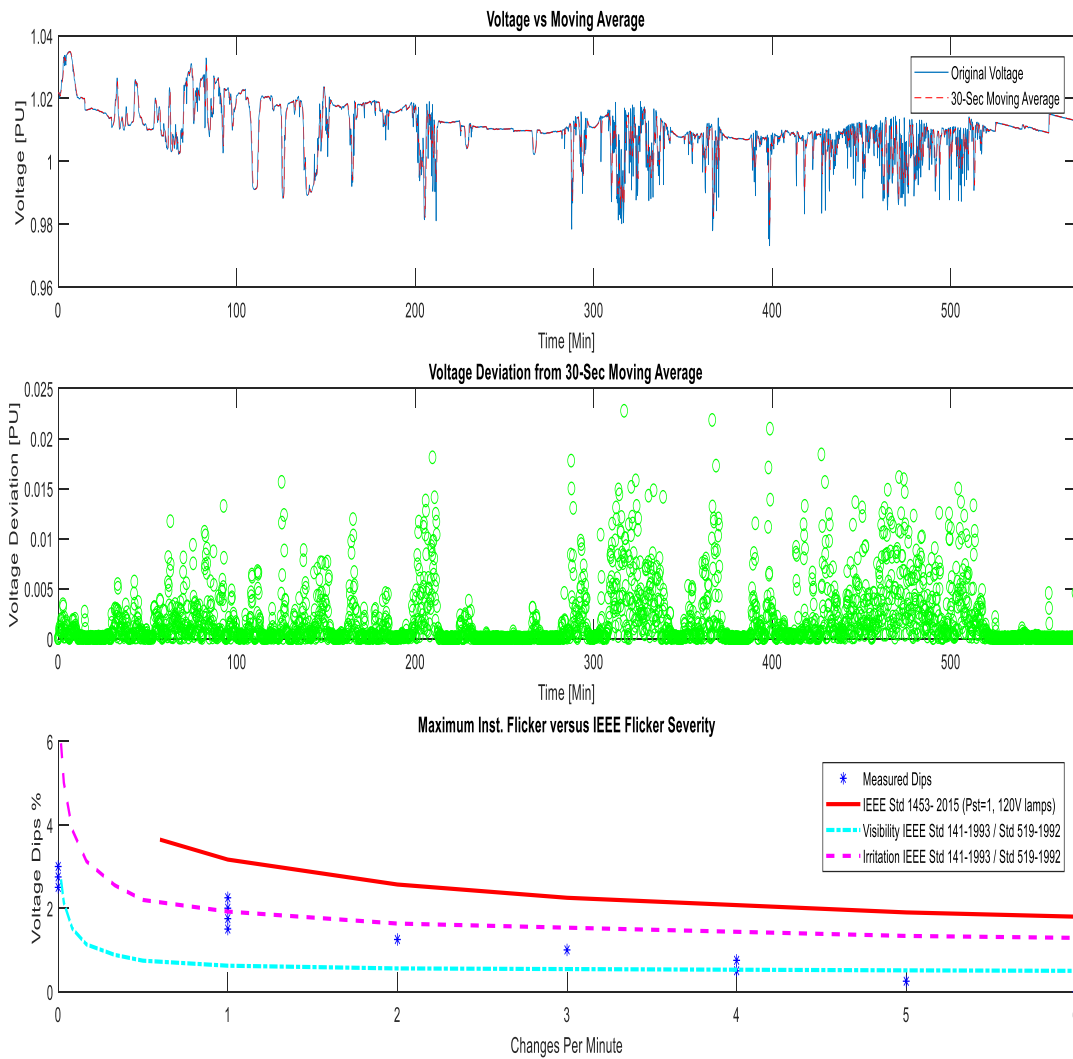 Voltage vs Moving Average
1.04
1.02
1
0.98
0.96
Voltage [PU]
Original Voltage
30-Sec Moving Average
0 100 200 300 400 500
Time [Min]
Voltage Deviation from 30-Sec Moving Average
0.025
0.02
0.015
0.01
0.005
0
Voltage Deviation [PU]
0 100 200 300 400 500
Time [Min]
Maximum Inst. Flicker versus IEEE Flicker Severity
6
4
2
0
Voltage Dips %
Measured Dips
IEEE Std 1453- 2015 (Pst=1, 120V lamps)
Visibility IEEE Std 141-1993 / Std 519-1992
Irritation IEEE Std 141-1993 / Std 519-1992
0 1 2 3 4 5
Changes Per Minute